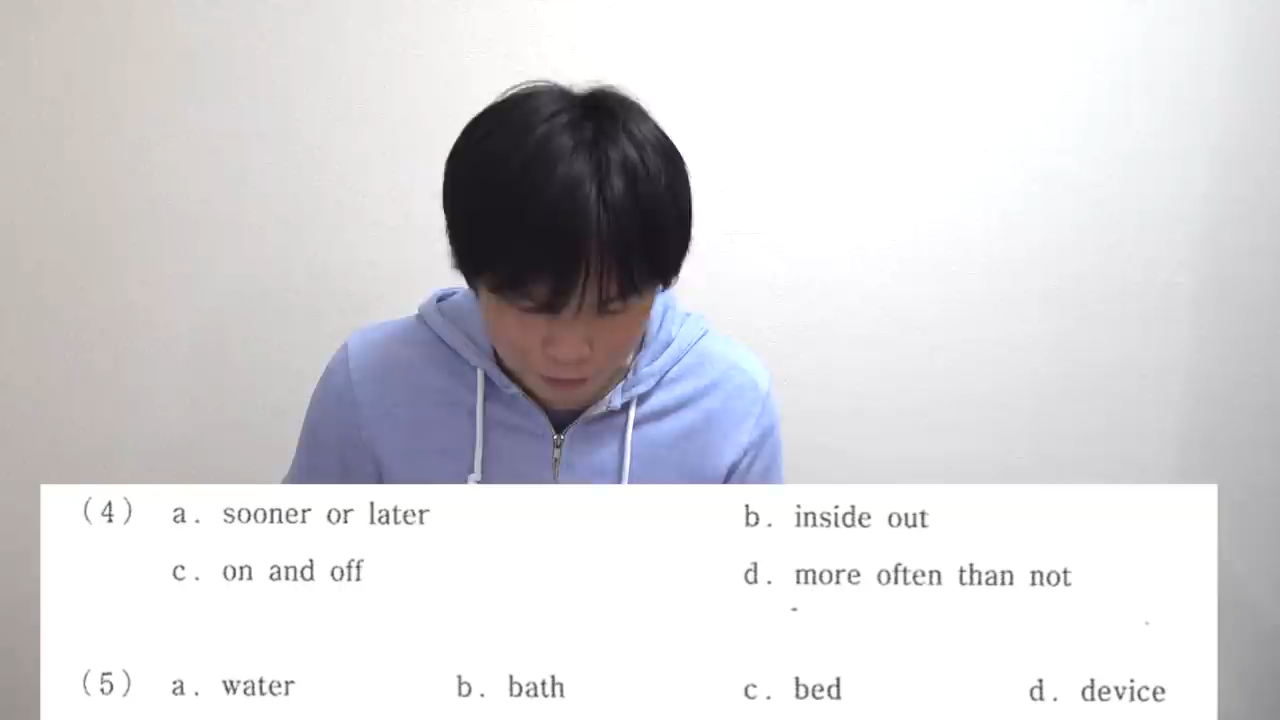 (4) a. sooner or later b. inside out
c. on and off d. more often than not
(5) a. water b. bath c. bed d. device